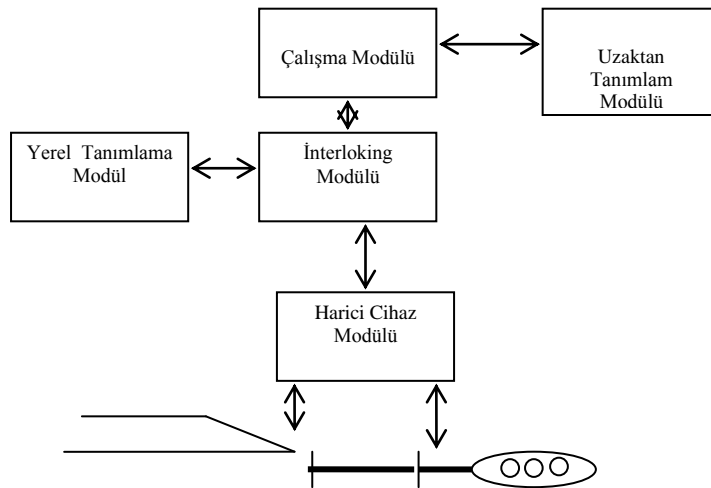 Çalışma Modülü
Uzaktan
Tanımlam
Modülü
Yerel Tanımlama
Modül
İnterloking
Modülü
Harici Cihaz
Modülü